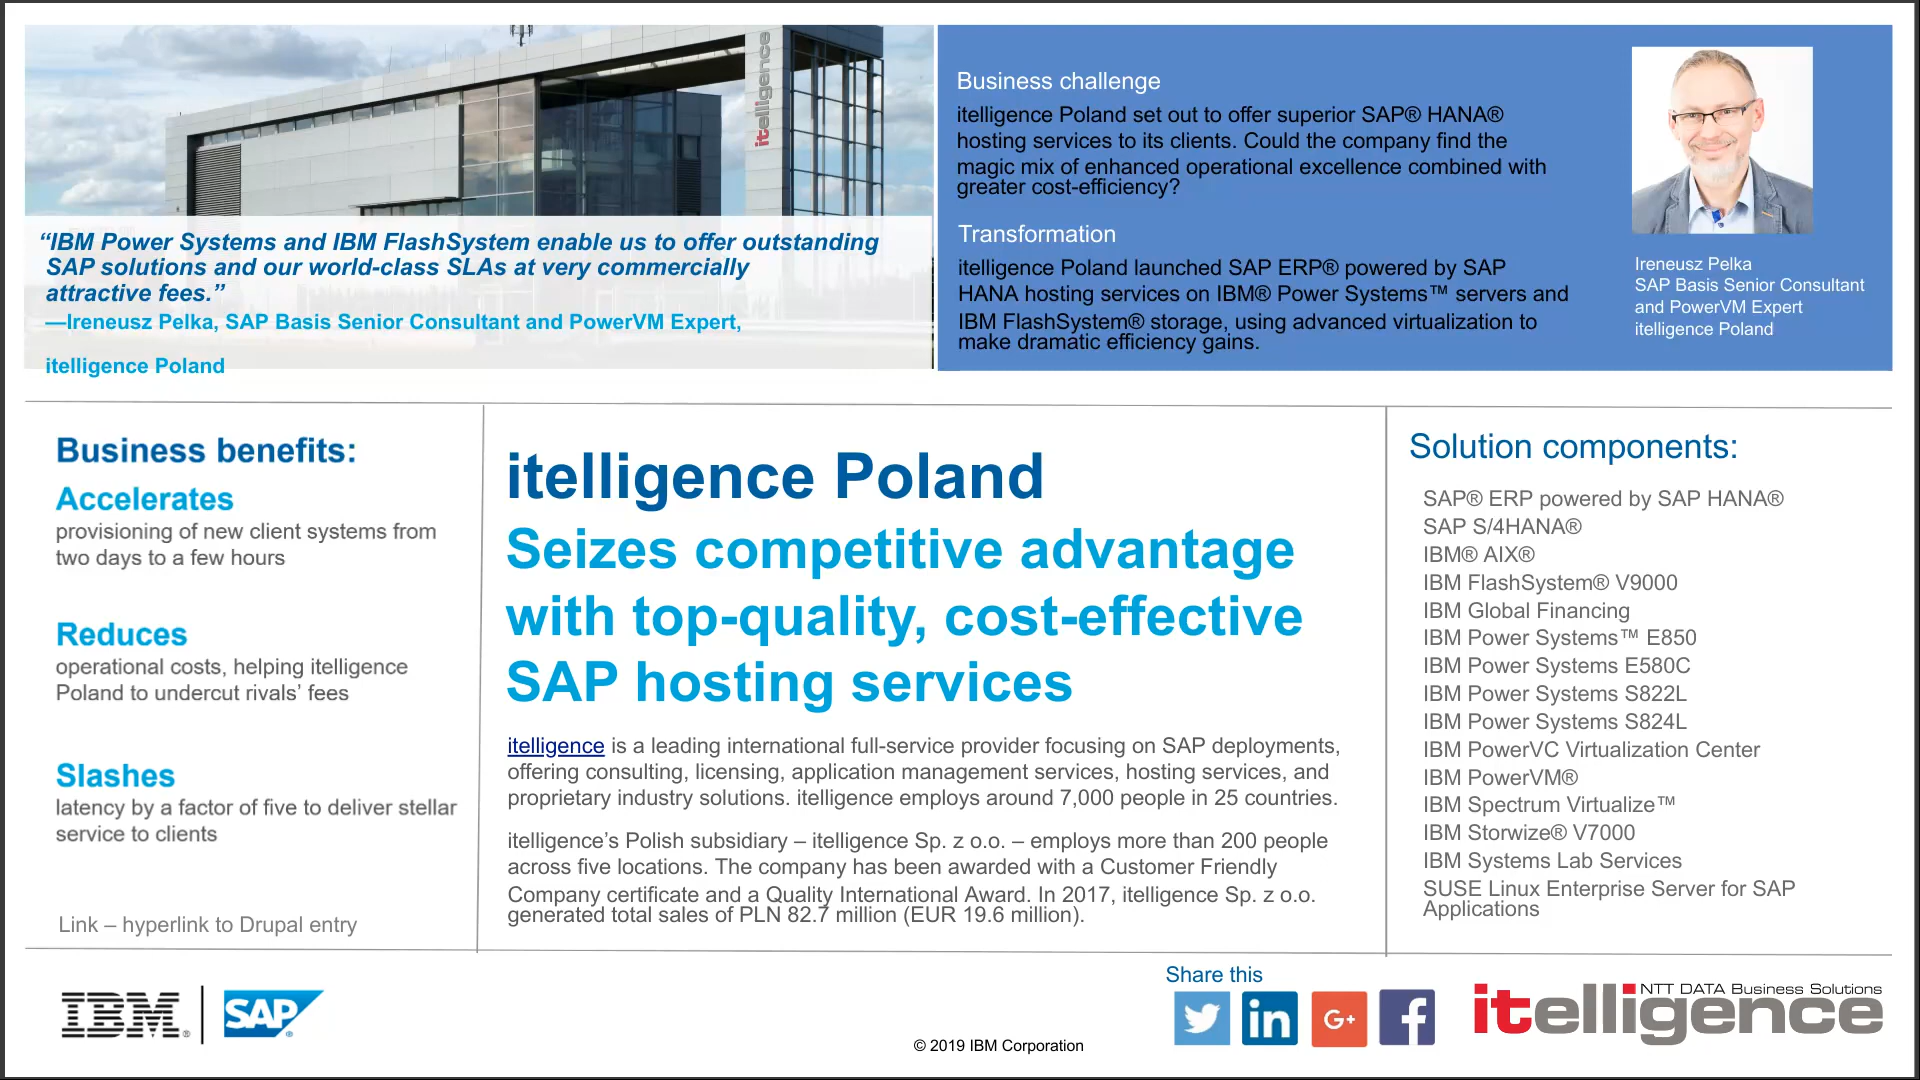 itelligence
“IBM Power Systems and IBM FlashSystem enable us to offer outstanding
SAP solutions and our world-class SLAs at very commercially
attractive fees.”
—Ireneusz Pelka, SAP Basis Senior Consultant and PowerVM Expert,
itelligence Poland
Business challenge
itelligence Poland set out to offer superior SAP® HANA®
hosting services to its clients. Could the company find the
magic mix of enhanced operational excellence combined with
greater cost-efficiency?
Transformation
itelligence Poland launched SAP ERP® powered by SAP
HANA hosting services on IBM® Power Systems™ servers and
IBM FlashSystem® storage, using advanced virtualization to
make dramatic efficiency gains.
Ireneusz Pelka
SAP Basis Senior Consultant
and PowerVM Expert
itelligence Poland
Business benefits:
Accelerates
provisioning of new client systems from
two days to a few hours
Reduces
operational costs, helping itelligence
Poland to undercut rivals’ fees
Slashes
latency by a factor of five to deliver stellar
service to clients
Link – hyperlink to Drupal entry
itelligence Poland
Seizes competitive advantage
with top-quality, cost-effective
SAP hosting services
itelligence is a leading international full-service provider focusing on SAP deployments,
offering consulting, licensing, application management services, hosting services, and
proprietary industry solutions. itelligence employs around 7,000 people in 25 countries.
itelligence’s Polish subsidiary – itelligence Sp. z o.o. – employs more than 200 people
across five locations. The company has been awarded with a Customer Friendly
Company certificate and a Quality International Award. In 2017, itelligence Sp. z o.o.
generated total sales of PLN 82.7 million (EUR 19.6 million).
Solution components:
SAP® ERP powered by SAP HANA®
SAP S/4HANA®
IBM® AIX®
IBM FlashSystem® V9000
IBM Global Financing
IBM Power Systems™ E850
IBM Power Systems E580C
IBM Power Systems S822L
IBM Power Systems S824L
IBM PowerVC Virtualization Center
IBM PowerVM®
IBM Spectrum Virtualize™
IBM Storwize® V7000
IBM Systems Lab Services
SUSE Linux Enterprise Server for SAP
Applications
IBM® | SAP®
© 2019 IBM Corporation
Share this
in
G+
f
NTT DATA Business Solutions
itelligence